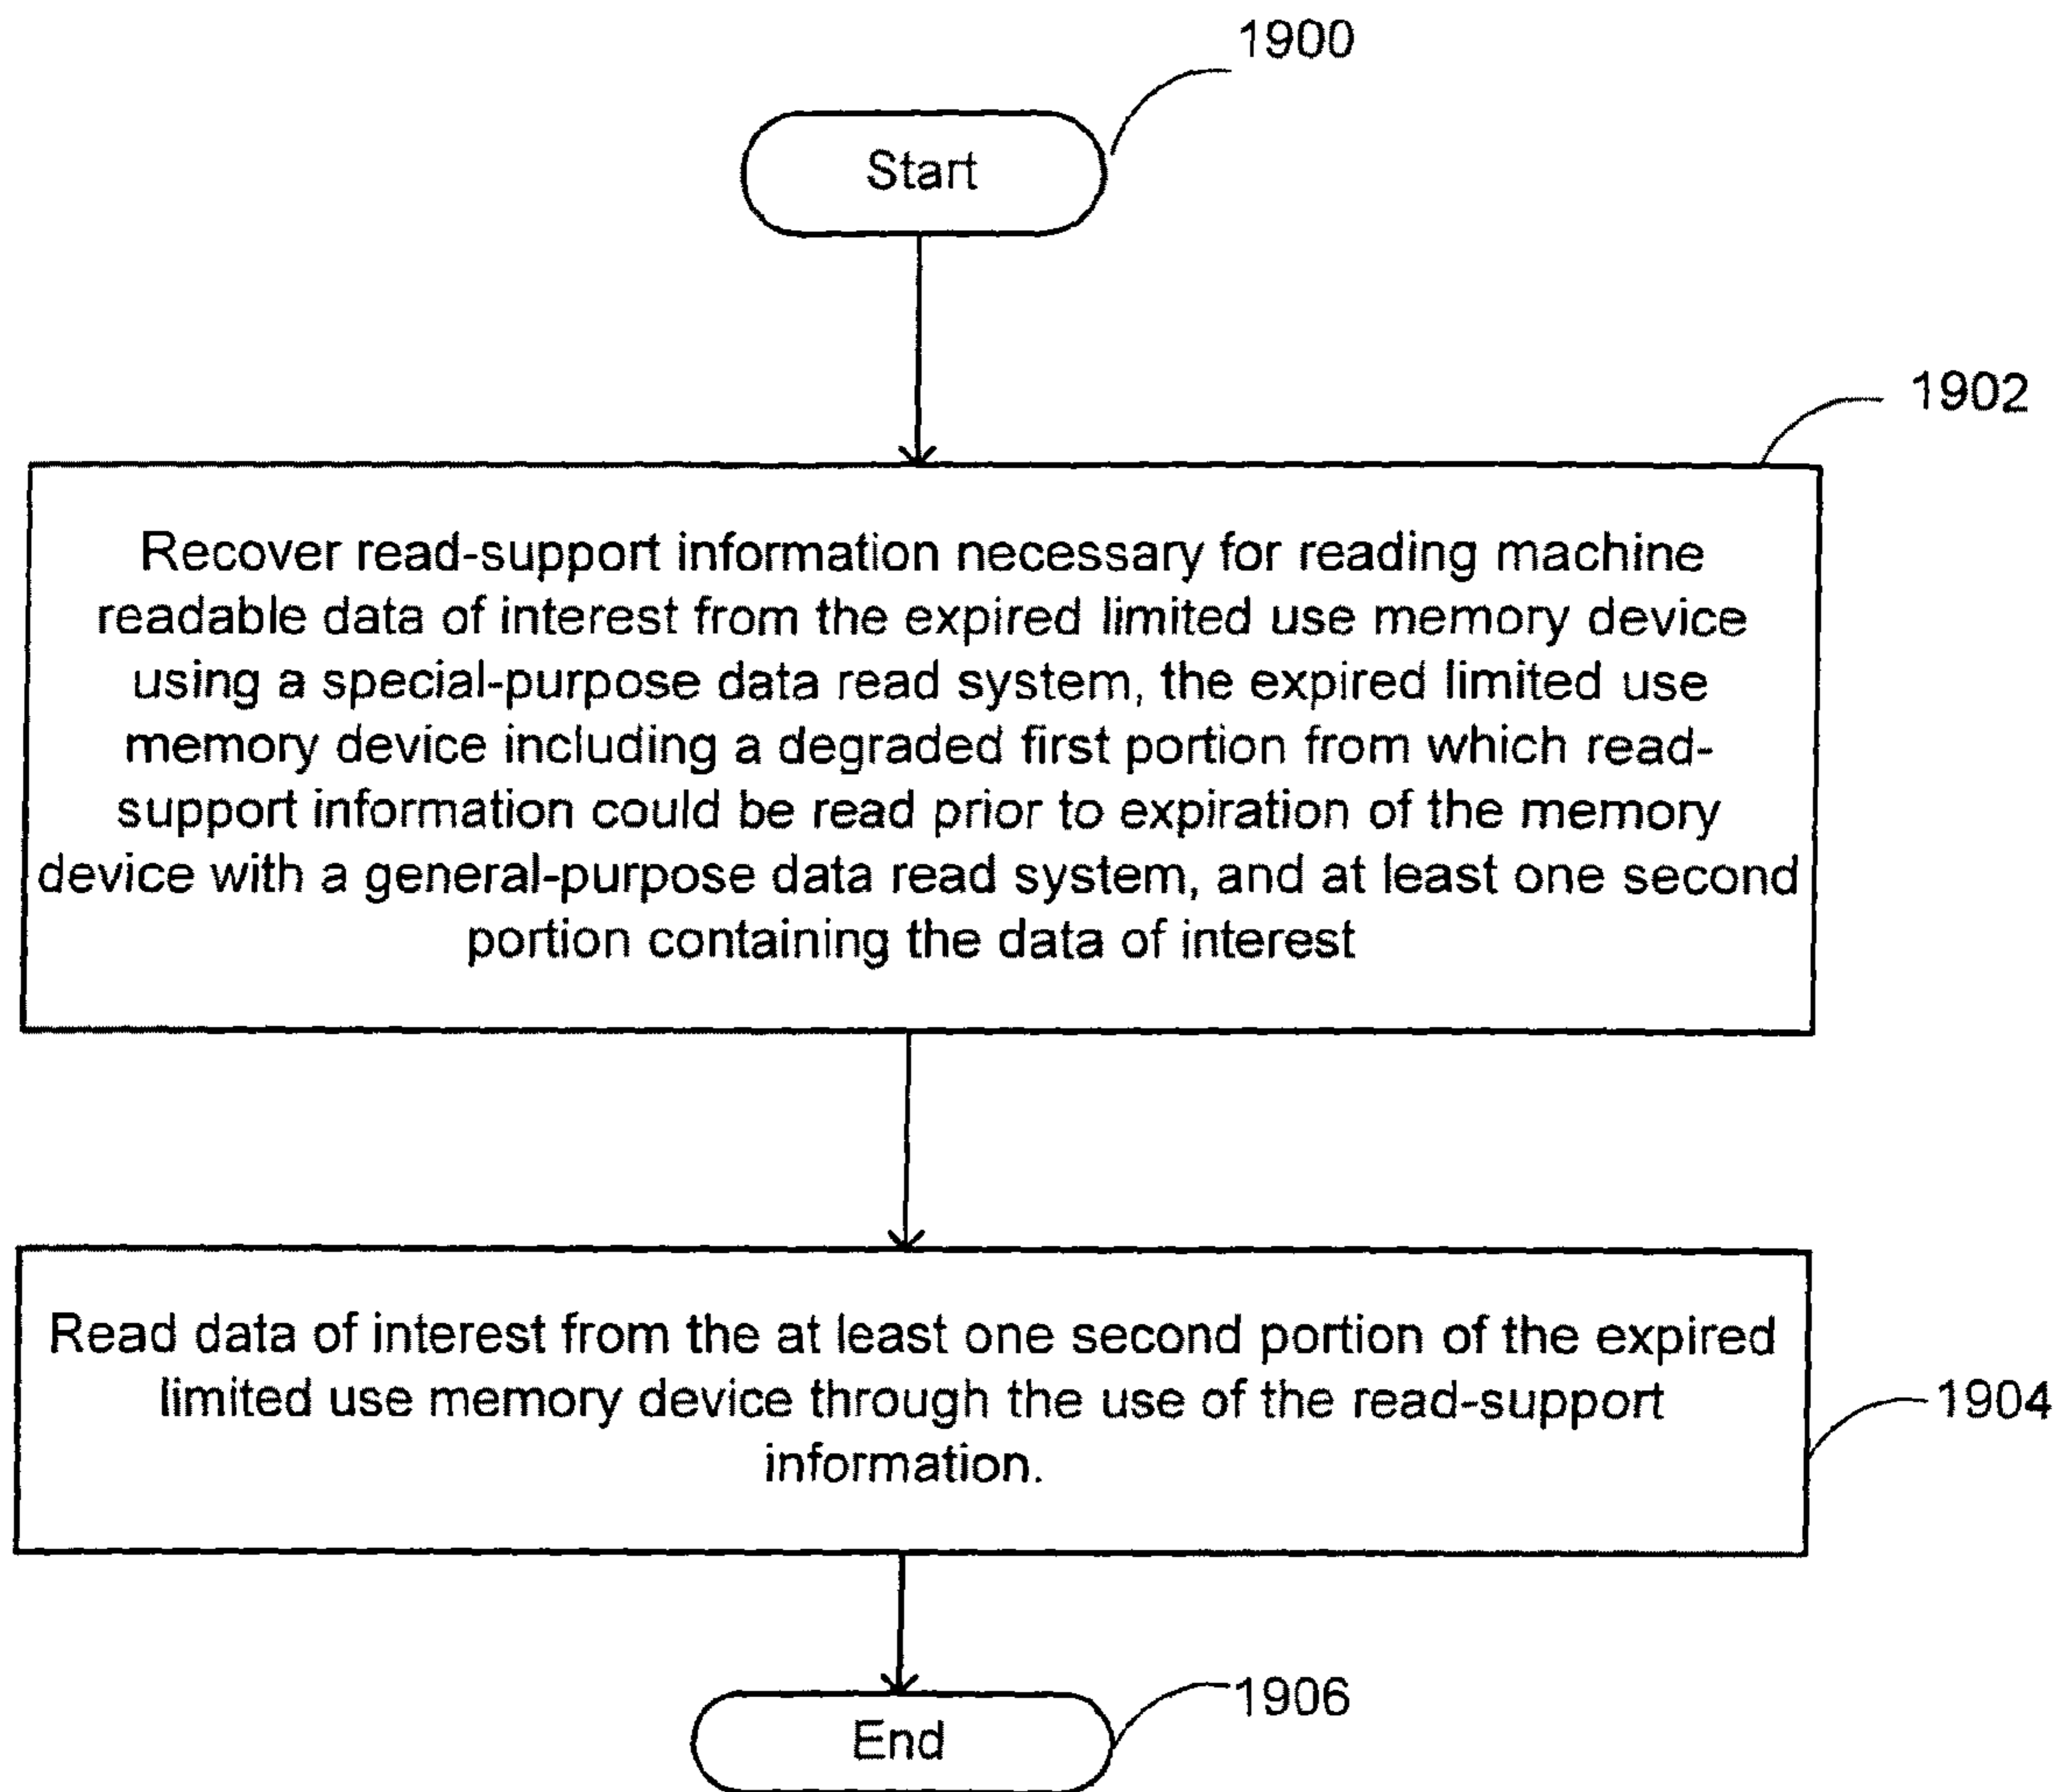 1900
Start
1902
Recover read-support information necessary for reading machine
readable data of interest from the expired limited use memory device
using a special-purpose data read system, the expired limited use
memory device including a degraded first portion from which read-
support information could be read prior to expiration of the memory
device with a general-purpose data read system, and at least one second
portion containing the data of interest
Read data of interest from the at least one second portion of the expired
limited use memory device through the use of the read-support
information.
1904
1906
End